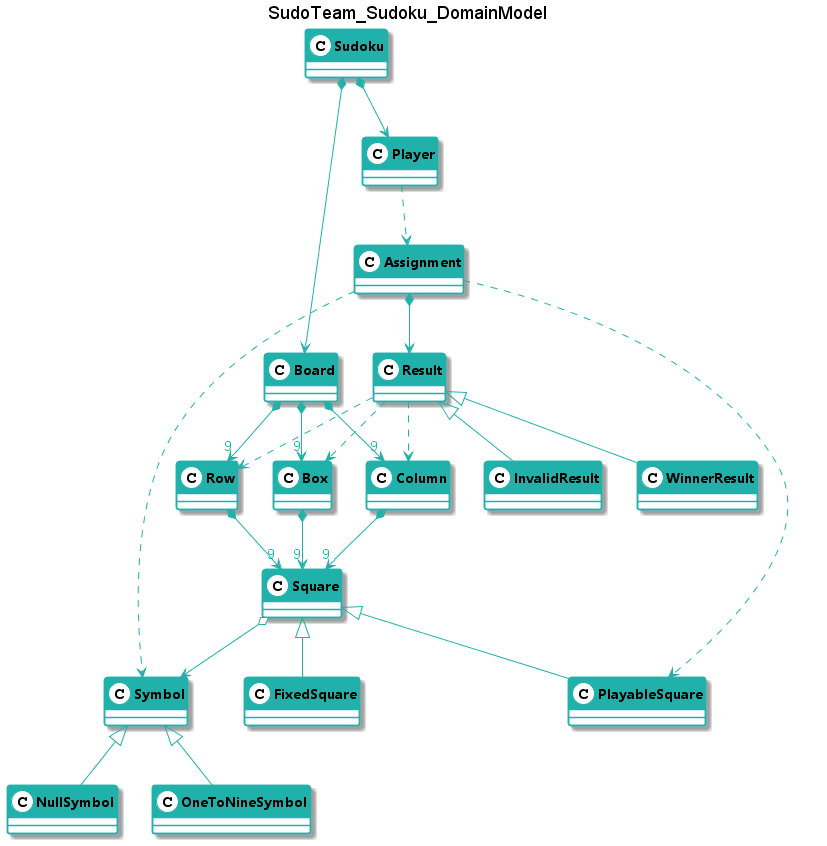 SudoTeam_Sudoku_DomainModel
C Sudoku
C Player
C Assignment
C Board
C Result
9
9
9
C Row
C Box
C Column
C InvalidResult
C WinnerResult
9
9
9
C Square
C Symbol
C FixedSquare
C PlayableSquare
C NullSymbol
C OneToNineSymbol